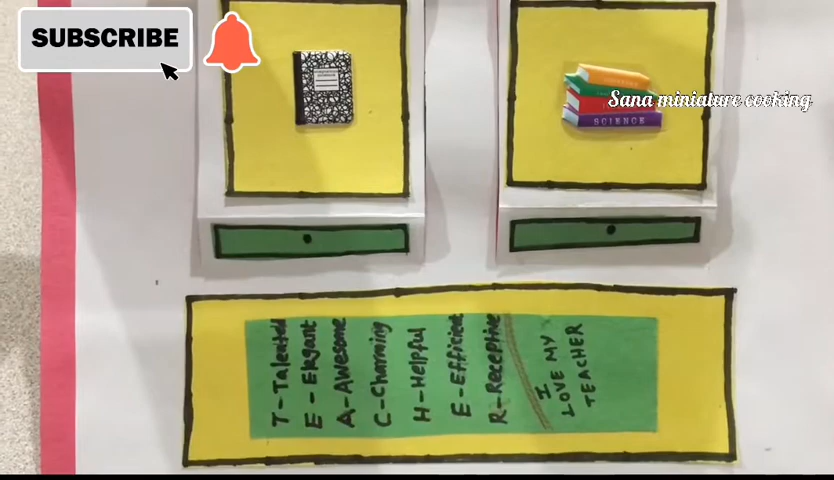 SUBSCRIBE
Sana miniature cooking
SCIENCE
T-Talented
E-Elegant
A-Awesome
C-Charming
H-Helpful
E-Efficient
R-Receptive
I
LOVE MY
TEACHER